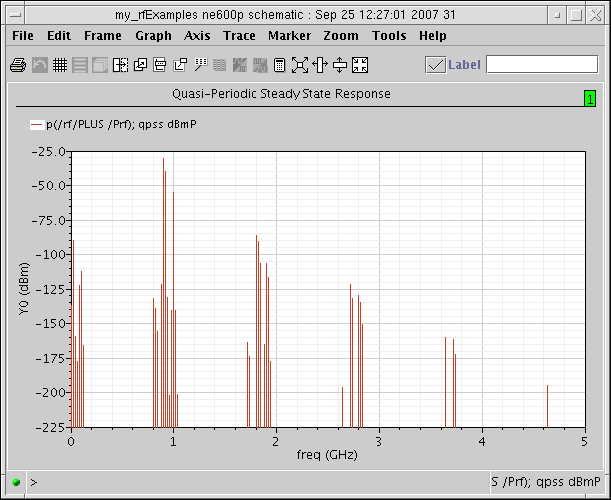 my_rfExamples ne600p schematic : Sep 25 12:27:01 2007 31
File Edit Frame Graph Axis Trace Marker Zoom Tools Help
Label
Quasi-Periodic Steady State Response
1
p(/rf/PLUS /Prf); qpss dBmP
-25.0
-50.0
-75.0
-100
-125
-150
-175
-200
-225
Y0 (dBm)
0 1 2 3 4 5
freq (GHz)
> S /Prf); qpss dBmP